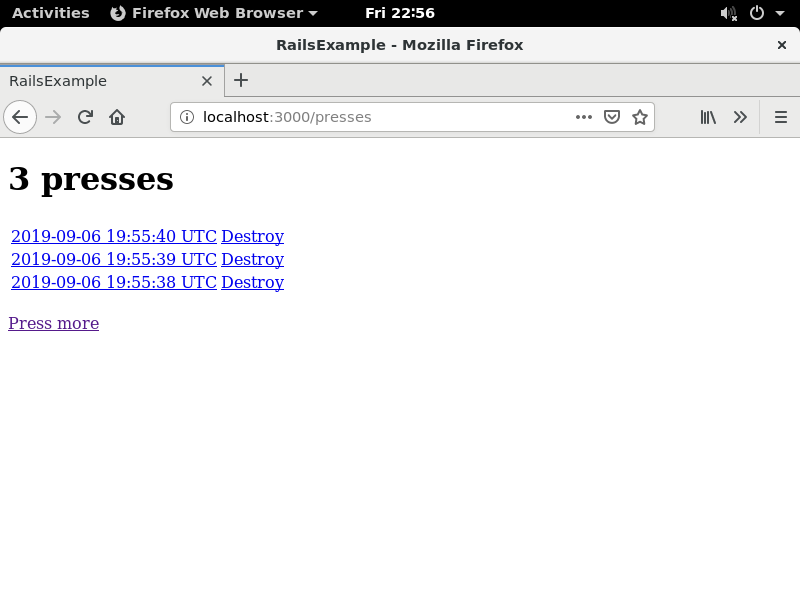 Activities Firefox Web Browser Fri 22:56
RailsExample - Mozilla Firefox
RailsExample
localhost:3000/presses
3 presses
2019-09-06 19:55:40 UTC Destroy
2019-09-06 19:55:39 UTC Destroy
2019-09-06 19:55:38 UTC Destroy
Press more